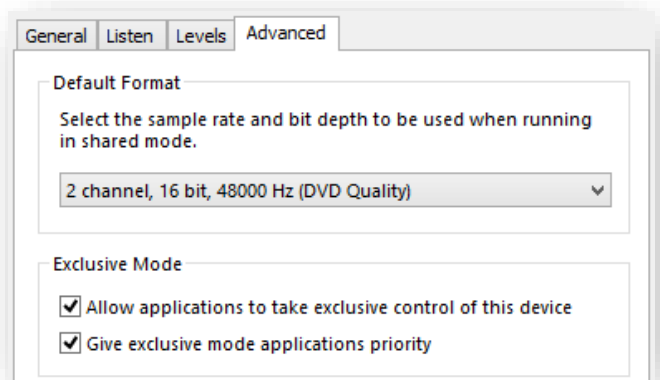 General Listen Levels Advanced
Default Format
Select the sample rate and bit depth to be used when running
in shared mode.
2 channel, 16 bit, 48000 Hz (DVD Quality)
Exclusive Mode
Allow applications to take exclusive control of this device
Give exclusive mode applications priority